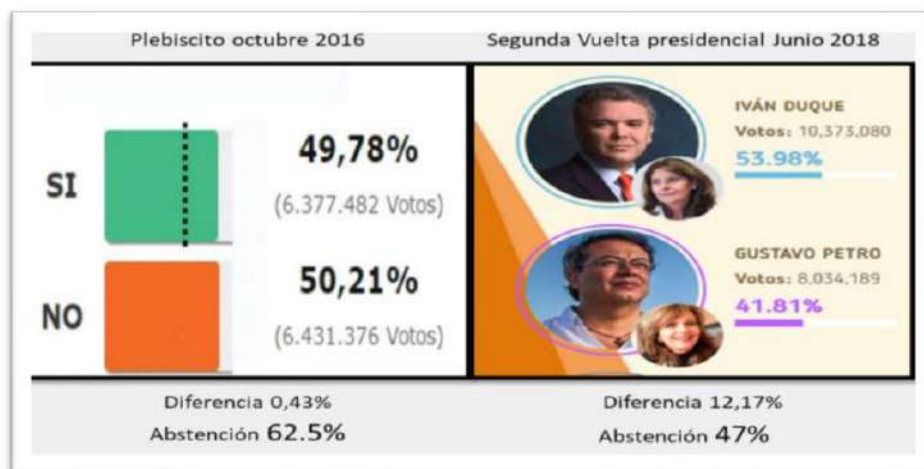 Plebiscito octubre 2016
Segunda Vuelta presidencial Junio 2018
SI
49,78%
(6.377.482 Votos)
NO
50,21%
(6.431.376 Votos)
IVÁN DUQUE
Votos: 10,373,080
53.98%
GUSTAVO PETRO
Votos: 8,034,189
41.81%
Diferencia 0,43%
Abstención 62.5%
Diferencia 12,17%
Abstención 47%